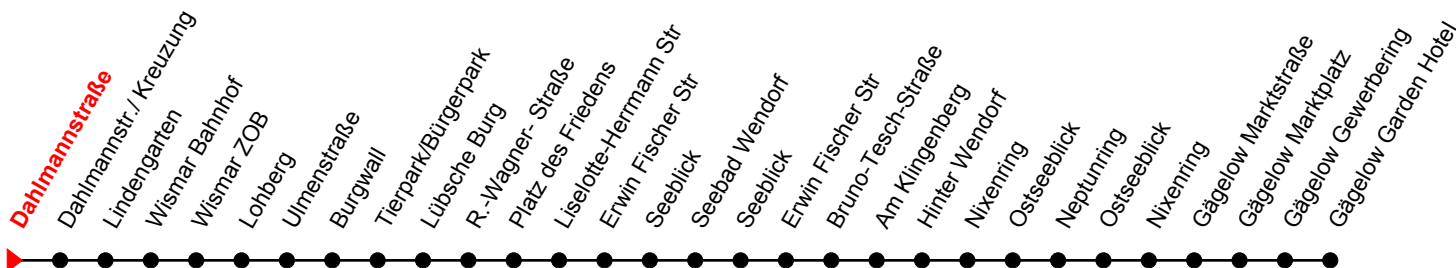 Dahlmannstraße
Dahlmannstr./ Kreuzung
Lindengarten
Wismar Bahnhof
Wismar ZOB
Lohberg
Ulmenstraße
Burgwall
Tierpark/Bürgerpark
Lübsche Burg
R.-Wagner- Straße
Platz des Friedens
Liselotte-Herrmann Str
Erwin Fischer Str
Seeblick
Seebad Wendorf
Seeblick
Erwin Fischer Str
Bruno-Tesch-Straße
Am Klingenberg
Hinter Wendorf
Nixenring
Ostseeblick
Neptunring
Ostseeblick
Nixenring
Gägelow Marktstraße
Gägelow Marktplatz
Gägelow Gewerbering
Gägelow Garden Hotel